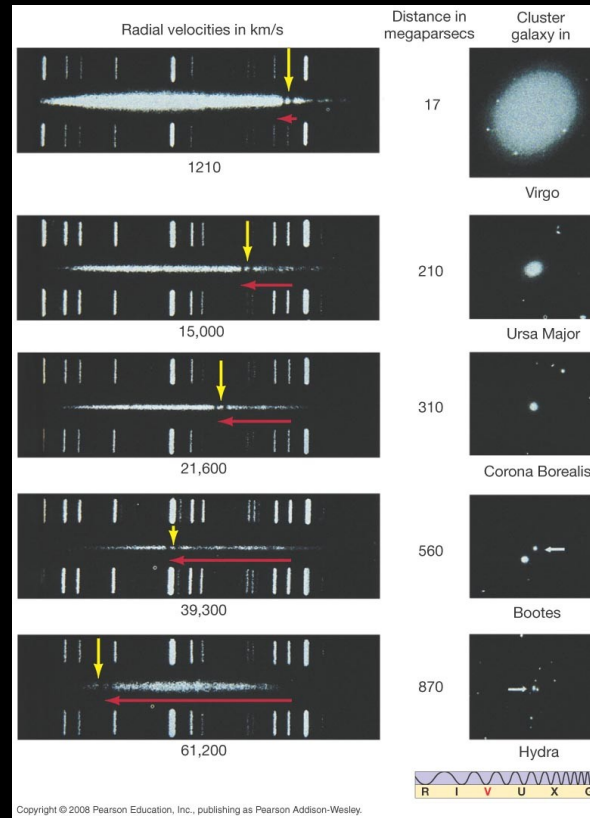 Radial velocities in km/s
Distance in
megaparsecs
Cluster
galaxy in
1210
17
Virgo
15,000
210
Ursa Major
21,600
310
Corona Borealis
39,300
560
Bootes
61,200
870
Hydra
R I V U X G
Copyright © 2008 Pearson Education, Inc., publishing as Pearson Addison-Wesley.